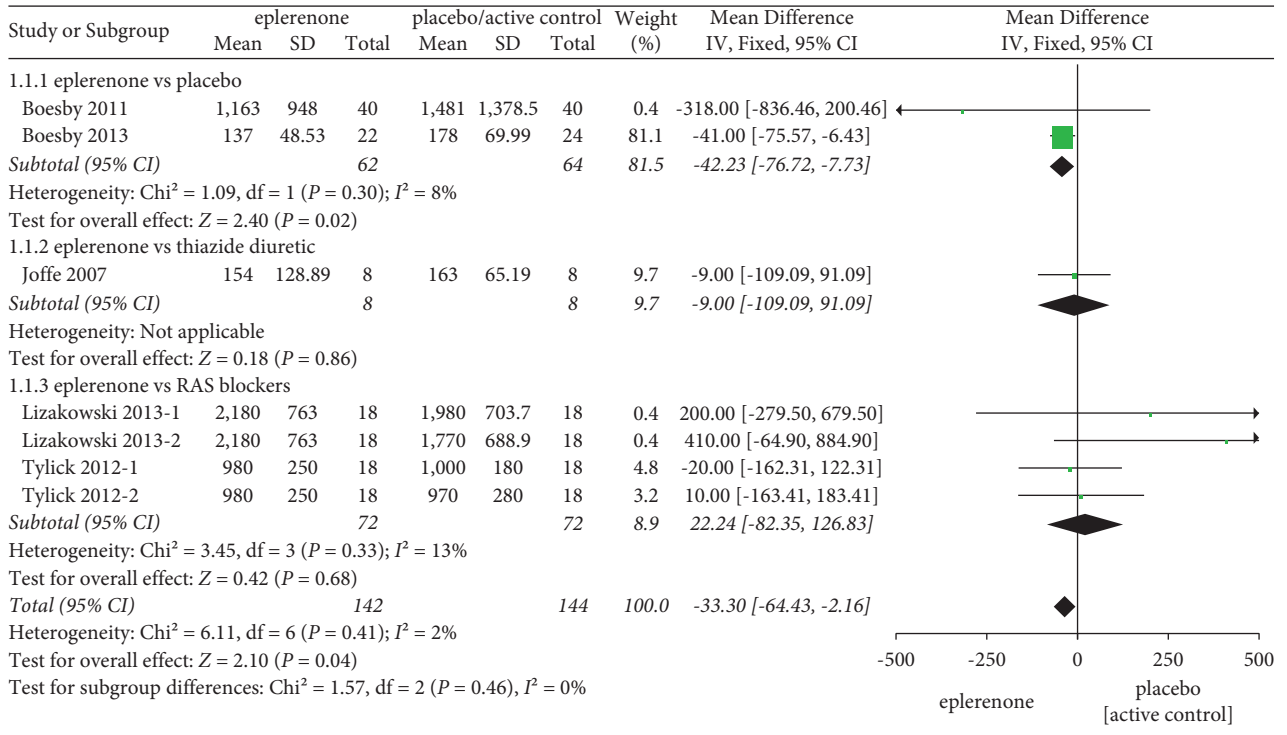 Study or Subgroup eplerenone placebo/active control Weight (%) Mean Difference IV, Fixed, 95% CI Mean Difference IV, Fixed, 95% CI
Mean SD Total Mean SD Total
1.1.1 eplerenone vs placebo
Boesby 2011 1,163 948 40 1,481 1,378.5 40 0.4 -318.00 [-836.46, 200.46]
Boesby 2013 137 48.53 22 178 69.99 24 81.1 -41.00 [-75.57, -6.43]
Subtotal (95% CI) 62 64 81.5 -42.23 [-76.72, -7.73]
Heterogeneity: Chi² = 1.09, df = 1 (P = 0.30); I² = 8%
Test for overall effect: Z = 2.40 (P = 0.02)
1.1.2 eplerenone vs thiazide diuretic
Joffe 2007 154 128.89 8 163 65.19 8 9.7 -9.00 [-109.09, 91.09]
Subtotal (95% CI) 8 8 9.7 -9.00 [-109.09, 91.09]
Heterogeneity: Not applicable
Test for overall effect: Z = 0.18 (P = 0.86)
1.1.3 eplerenone vs RAS blockers
Lizakowski 2013-1 2,180 763 18 1,980 703.7 18 0.4 200.00 [-279.50, 679.50]
Lizakowski 2013-2 2,180 763 18 1,770 688.9 18 0.4 410.00 [-64.90, 884.90]
Tylick 2012-1 980 250 18 1,000 180 18 4.8 -20.00 [-162.31, 122.31]
Tylick 2012-2 980 250 18 970 280 18 3.2 10.00 [-163.41, 183.41]
Subtotal (95% CI) 72 72 8.9 22.24 [-82.35, 126.83]
Heterogeneity: Chi² = 3.45, df = 3 (P = 0.33); I² = 13%
Test for overall effect: Z = 0.42 (P = 0.68)
Total (95% CI) 142 144 100.0 -33.30 [-64.43, -2.16]
Heterogeneity: Chi² = 6.11, df = 6 (P = 0.41); I² = 2%
Test for overall effect: Z = 2.10 (P = 0.04)
Test for subgroup differences: Chi² = 1.57, df = 2 (P = 0.46), I² = 0%
-500 -250 0 250 500
eplerenone placebo
[active control]